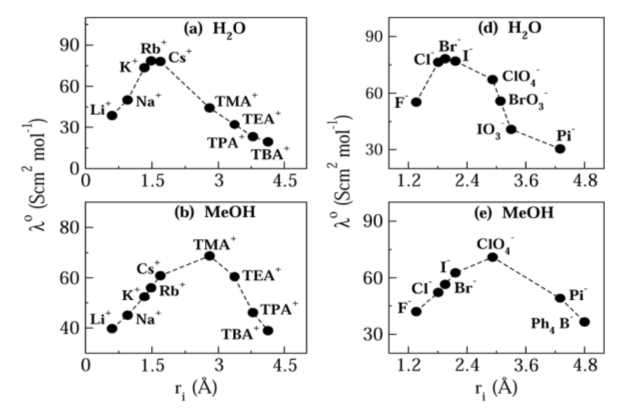 (a) H₂O
90
60
30
0
0
1.5
3
4.5
Li⁺
Na⁺
K⁺
Rb⁺
Cs⁺
TMA⁺
TEA⁺
TPA⁺
TBA⁺
λᵒ (Scm² mol⁻¹)
(b) MeOH
80
60
40
0
1.5
3
4.5
Li⁺
Na⁺
K⁺
Rb⁺
Cs⁺
TMA⁺
TEA⁺
TPA⁺
TBA⁺
rᵢ (Å)
(d) H₂O
90
60
30
1.2
2.4
3.6
4.8
F⁻
Cl⁻
Br⁻
I⁻
ClO₄⁻
BrO₃⁻
IO₃⁻
Pi⁻
λᵒ (Scm² mol⁻¹)
(e) MeOH
90
60
30
1.2
2.4
3.6
4.8
F⁻
Cl⁻
Br⁻
I⁻
ClO₄⁻
Pi⁻
Ph₄ B⁻
rᵢ (Å)